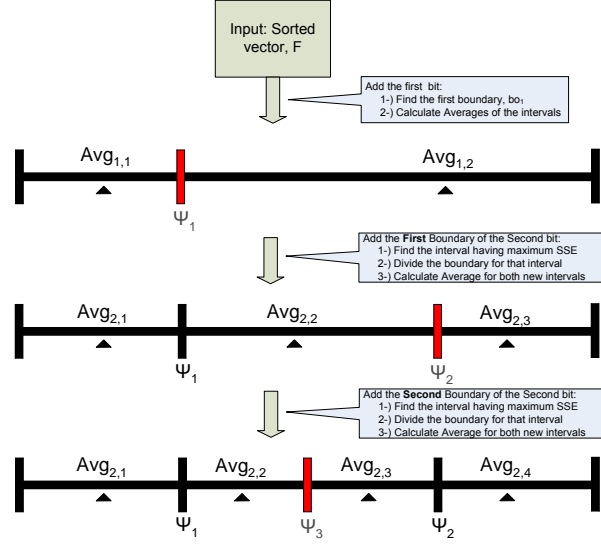 Input: Sorted
vector, F
Add the first bit:
1-) Find the first boundary, bo₁
2-) Calculate Averages of the intervals
Avg₁,₁
Avg₁,₂
Ψ₁
Add the First Boundary of the Second bit:
1-) Find the interval having maximum SSE
2-) Divide the boundary for that interval
3-) Calculate Average for both new intervals
Avg₂,₁
Avg₂,₂
Avg₂,₃
Ψ₁
Ψ₂
Add the Second Boundary of the Second bit:
1-) Find the interval having maximum SSE
2-) Divide the boundary for that interval
3-) Calculate Average for both new intervals
Avg₂,₁
Avg₂,₂
Avg₂,₃
Avg₂,₄
Ψ₁
Ψ₃
Ψ₂